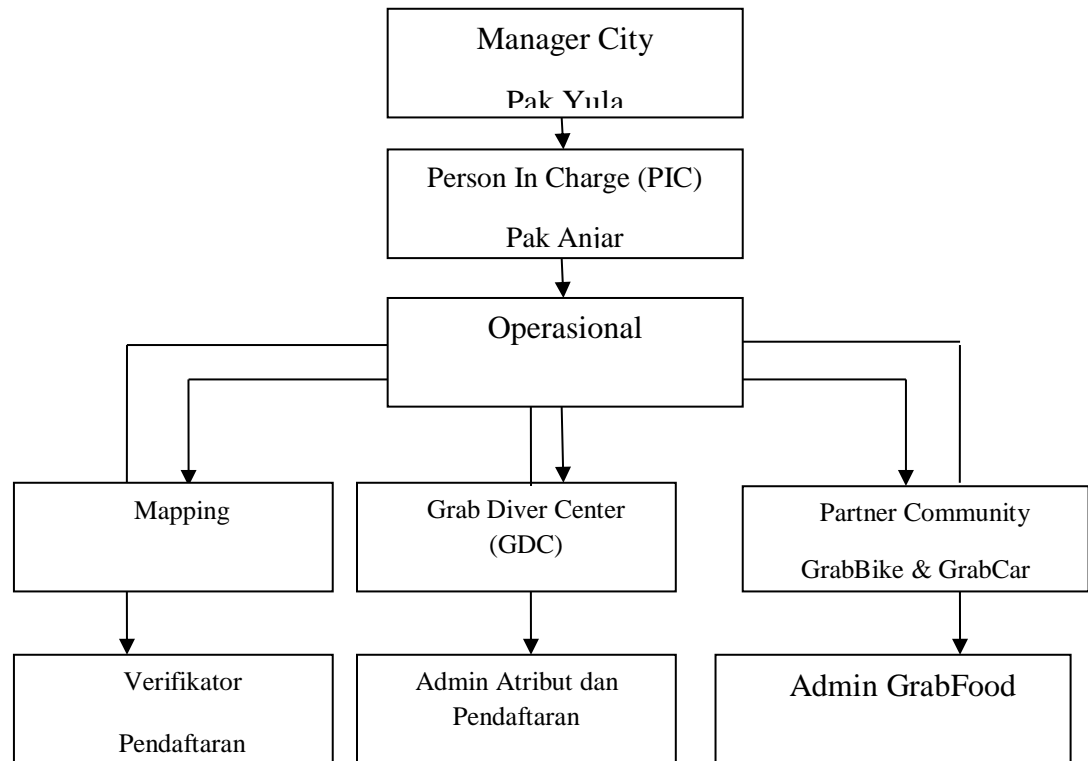 Manager City
Pak Yula
Person In Charge (PIC)
Pak Anjar
Operasional
Mapping
Grab Diver Center
(GDC)
Partner Community
GrabBike & GrabCar
Verifikator
Pendaftaran
Admin Atribut dan
Pendaftaran
Admin GrabFood